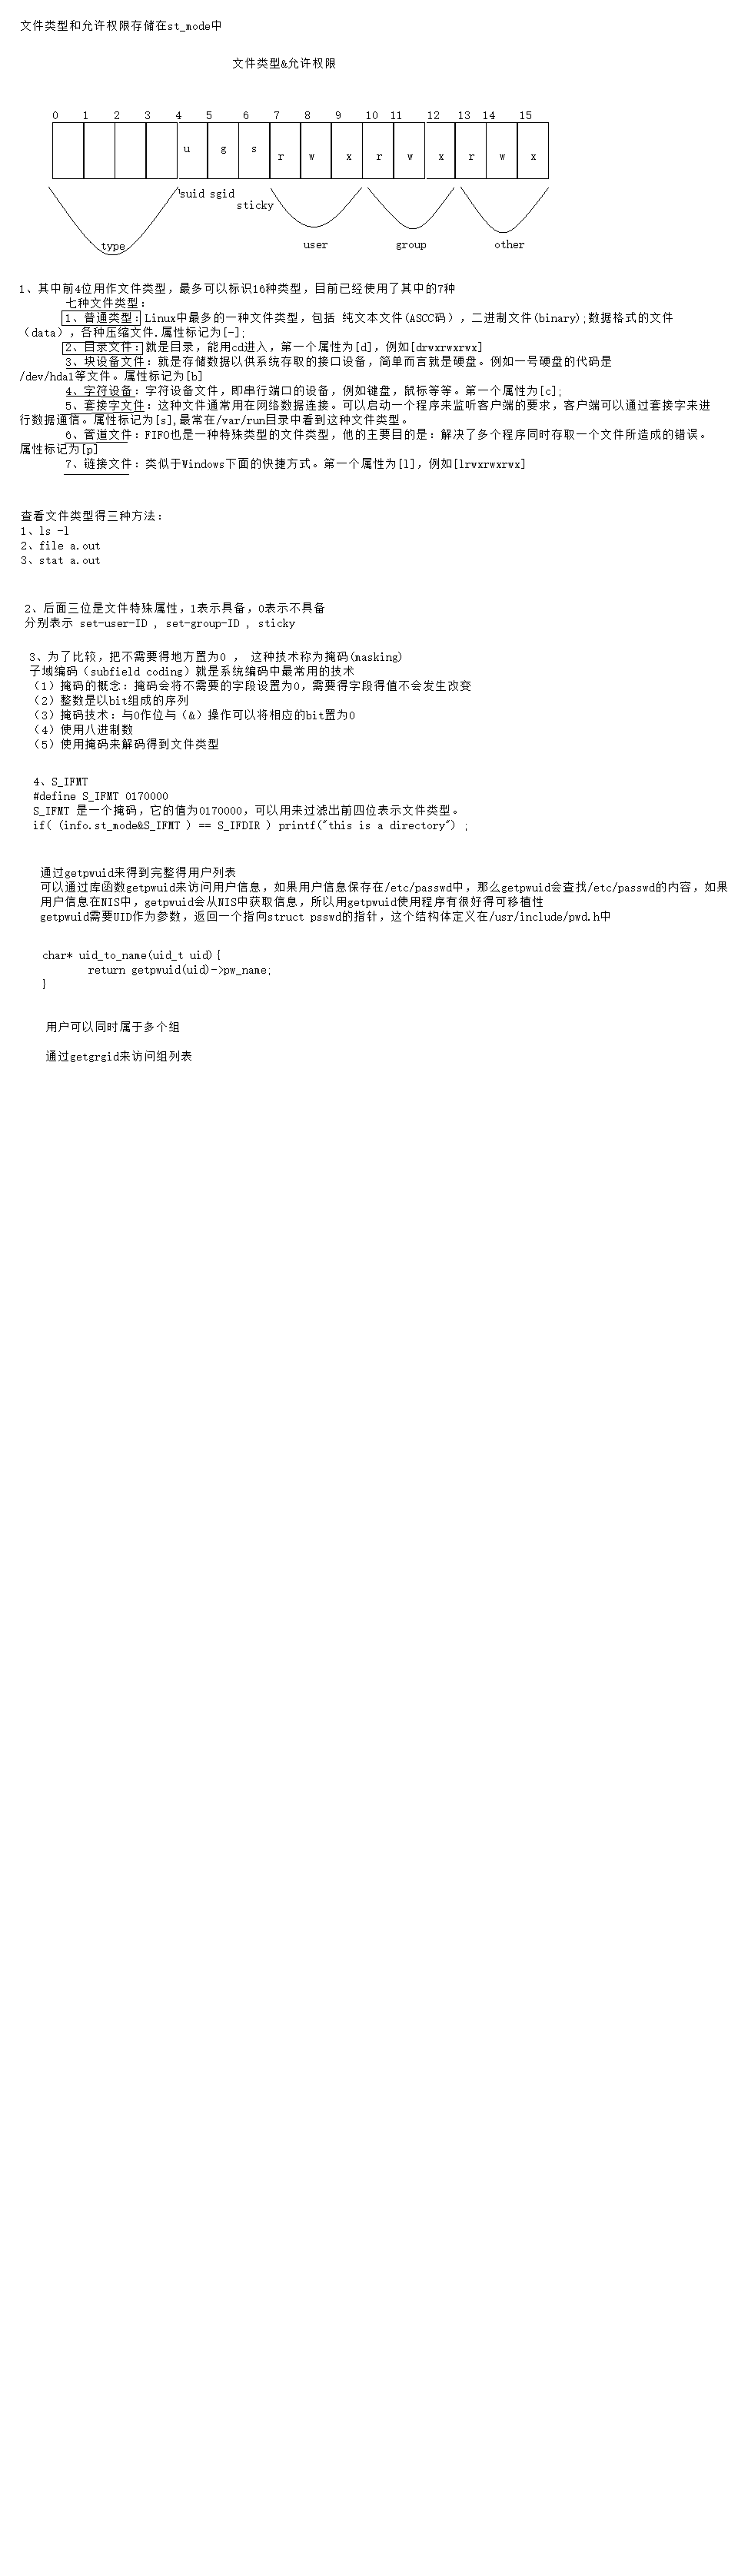 文件类型和允许权限存储在st_mode中
文件类型&允许权限
0 1 2 3 4 5 6 7 8 9 10 11 12 13 14 15
u g s r w x r w x r w x
suid sgid
sticky
type user group other
1、其中前4位用作文件类型，最多可以标识16种类型，目前已经使用了其中的7种
七种文件类型：
1、普通类型：Linux中最多的一种文件类型，包括 纯文本文件(ASCC码），二进制文件(binary);数据格式的文件
（data），各种压缩文件.属性标记为[-];
2、目录文件：就是目录，能用cd进入，第一个属性为[d]，例如[drwxrwxrwx]
3、块设备文件：就是存储数据以供系统存取的接口设备，简单而言就是硬盘。例如一号硬盘的代码是
/dev/hda1等文件。属性标记为[b]
4、字符设备：字符设备文件，即串行端口的设备，例如键盘，鼠标等等。第一个属性为[c];
5、套接字文件：这种文件通常用在网络数据连接。可以启动一个程序来监听客户端的要求，客户端可以通过套接字来进
行数据通信。属性标记为[s],最常在/var/run目录中看到这种文件类型。
6、管道文件：FIFO也是一种特殊类型的文件类型，他的主要目的是：解决了多个程序同时存取一个文件所造成的错误。
属性标记为[p]
7、链接文件：类似于Windows下面的快捷方式。第一个属性为[l]，例如[lrwxrwxrwx]
查看文件类型得三种方法：
1、ls -l
2、file a.out
3、stat a.out
2、后面三位是文件特殊属性，1表示具备，0表示不具备
分别表示 set-user-ID , set-group-ID , sticky
3、为了比较，把不需要得地方置为0 ， 这种技术称为掩码(masking)
子域编码（subfield coding）就是系统编码中最常用的技术
（1）掩码的概念：掩码会将不需要的字段设置为0，需要得字段得值不会发生改变
（2）整数是以bit组成的序列
（3）掩码技术：与0作位与（&）操作可以将相应的bit置为0
（4）使用八进制数
（5）使用掩码来解码得到文件类型
4、S_IFMT
#define S_IFMT 0170000
S_IFMT 是一个掩码，它的值为0170000，可以用来过滤出前四位表示文件类型。
if( (info.st_mode&S_IFMT ) == S_IFDIR ) printf("this is a directory") ;
通过getpwuid来得到完整得用户列表
可以通过库函数getpwuid来访问用户信息，如果用户信息保存在/etc/passwd中，那么getpwuid会查找/etc/passwd的内容，如果
用户信息在NIS中，getpwuid会从NIS中获取信息，所以用getpwuid使用程序有很好得可移植性
getpwuid需要UID作为参数，返回一个指向struct psswd的指针，这个结构体定义在/usr/include/pwd.h中
char* uid_to_name(uid_t uid){
return getpwuid(uid)->pw_name;
}
用户可以同时属于多个组
通过getgrgid来访问组列表